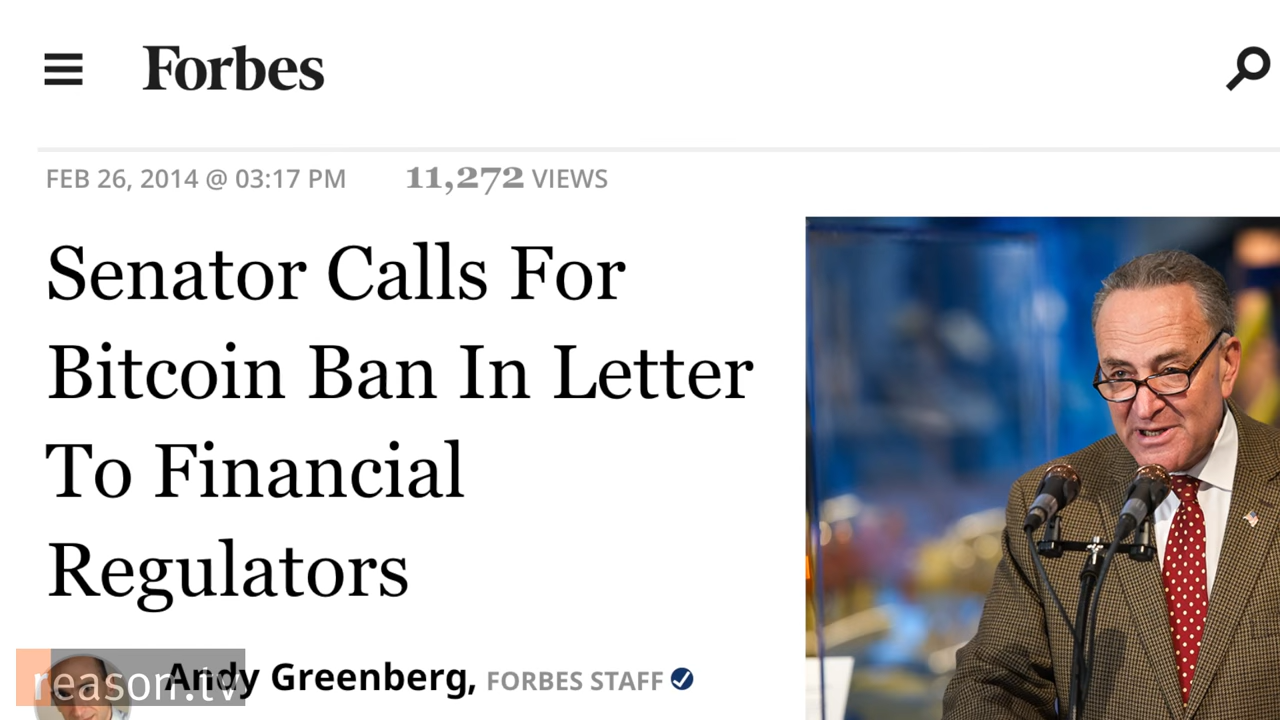 Forbes
FEB 26, 2014 @ 03:17 PM 11,272 VIEWS
Senator Calls For
Bitcoin Ban In Letter
To Financial
Regulators
Andy Greenberg, FORBES STAFF
reason.tv